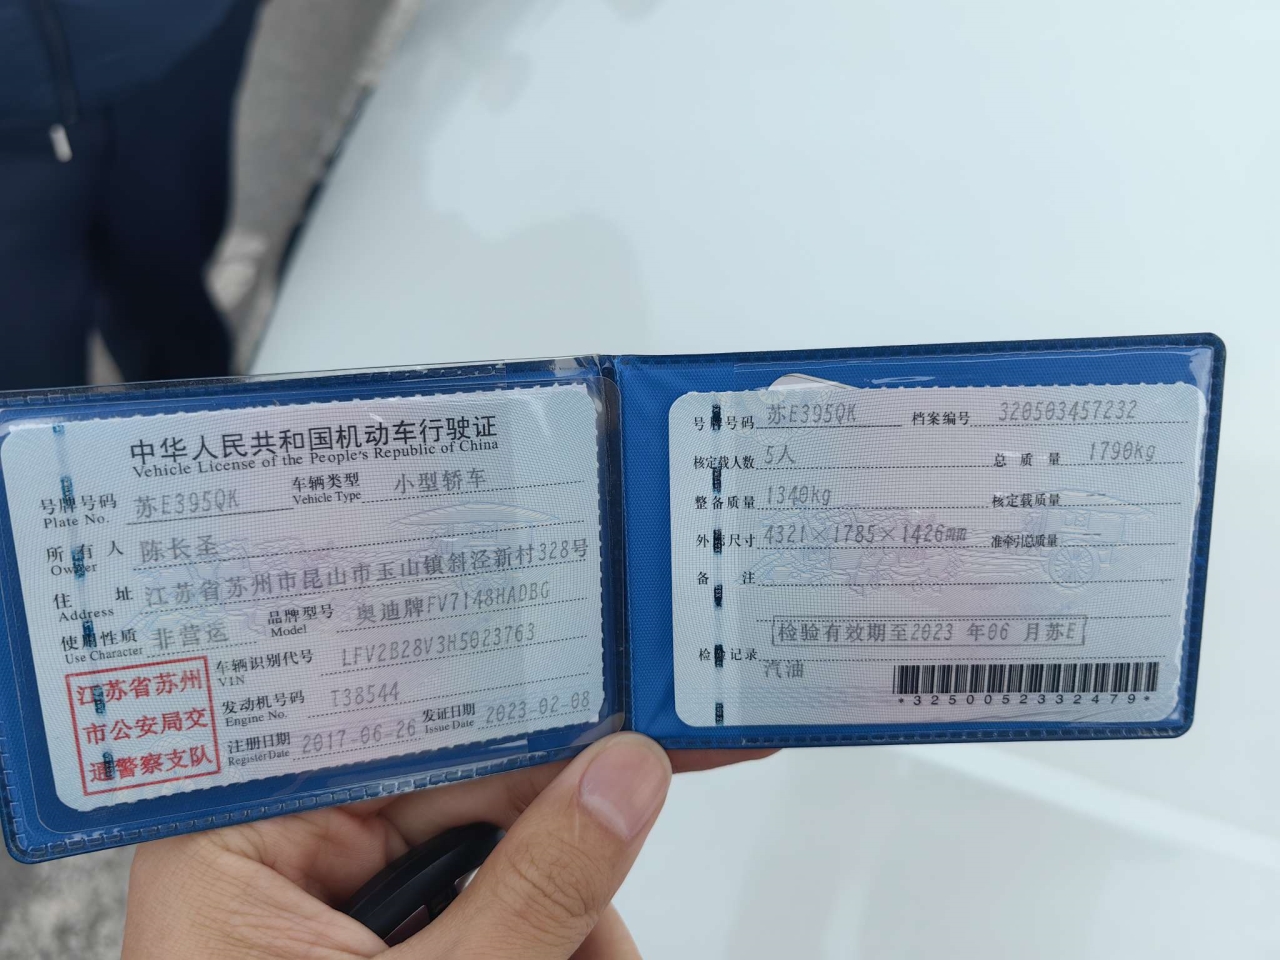 中华人民共和国机动车行驶证
Vehicle License of the People's Republic of China
号牌号码 苏E395QK 车辆类型 小型轿车
Plate No. Vehicle Type
所有人 陈长圣
Owner
住址 江苏省苏州市昆山市玉山镇斜泾新村328号
Address
使用性质 非营运 品牌型号 奥迪牌FV7148HADBG
Use Character Model
江苏省苏州
市公安局交
通警察支队
车辆识别代号 LFV2B28V3H5023763
VIN
发动机号码 T38544
Engine No.
注册日期 2017-06-26 发证日期 2023-02-08
Register Date Issue Date
号牌号码 苏E395QK 档案编号 320503457232
核定载人数 5人 总质量 1790kg
整备质量 1340kg 核定载质量 --
外廓尺寸 4321×1785×1426mm 准牵引总质量 --
备注
检验有效期至2023 年06 月苏E
检验记录
汽油
*3250052332479*